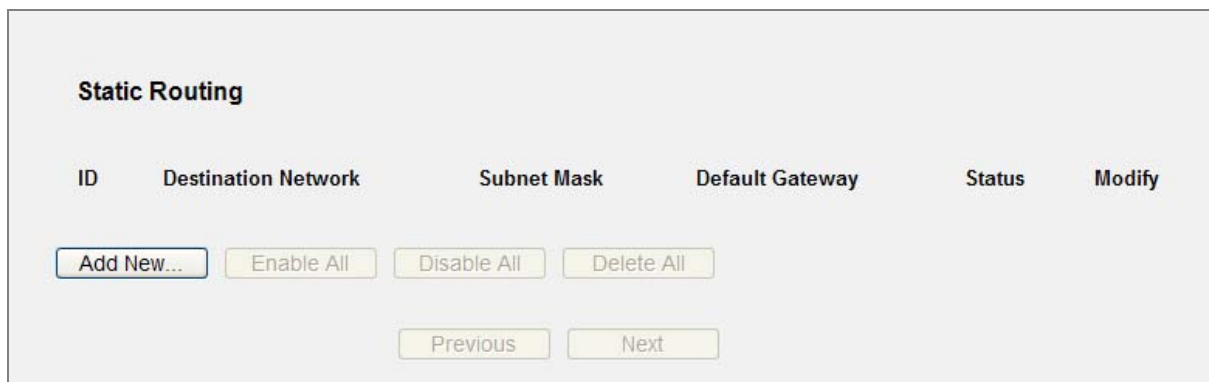 Static Routing
ID Destination Network Subnet Mask Default Gateway Status Modify
Add New... Enable All Disable All Delete All
Previous Next